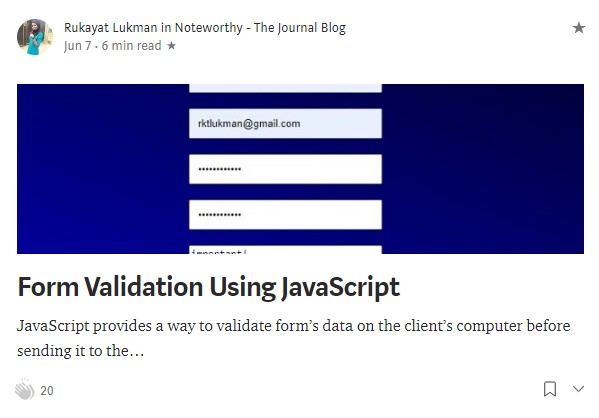 Rukayat Lukman in Noteworthy - The Journal Blog
Jun 7 · 6 min read ★
rktlukman@gmail.com
••••••••••••
••••••••••••
important!
Form Validation Using JavaScript
JavaScript provides a way to validate form’s data on the client’s computer before
sending it to the…
20